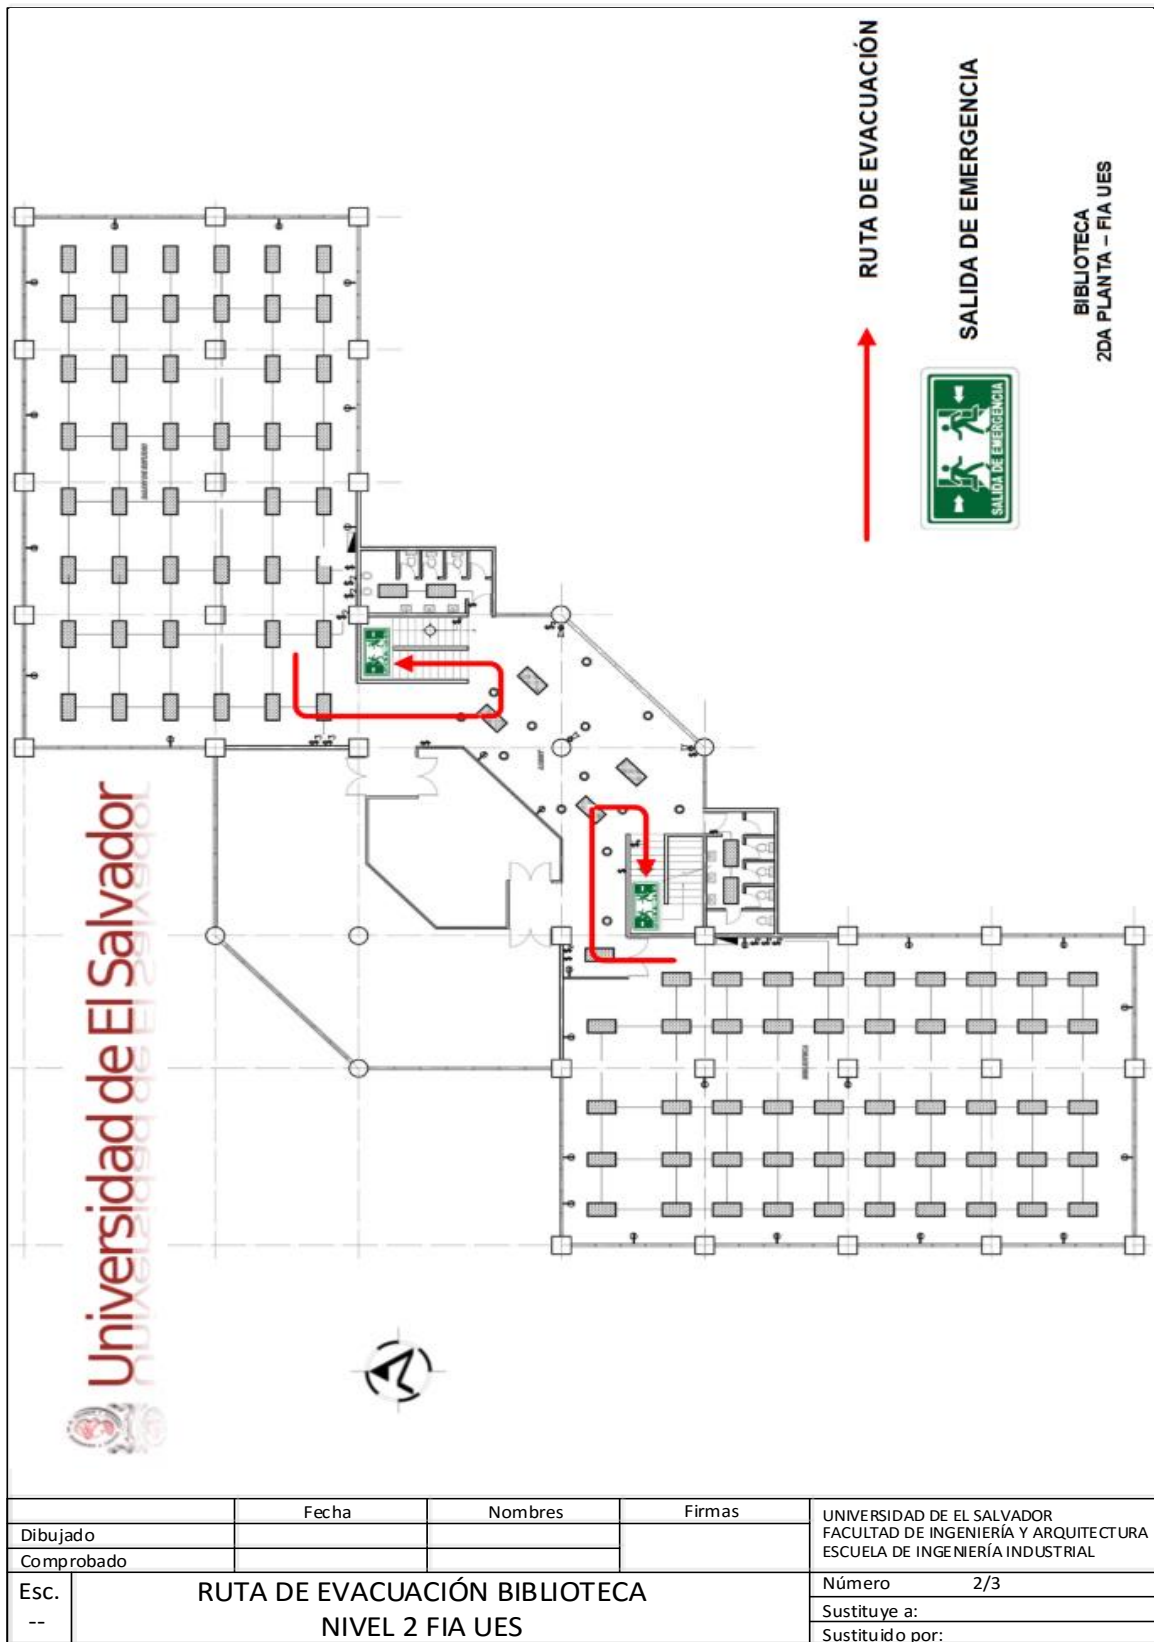 RUTA DE EVACUACIÓN
SALIDA DE EMERGENCIA
SALIDA DE EMERGENCIA
BIBLIOTECA
2DA PLANTA – FIA UES
Universidad de El Salvador
Fecha
Nombres
Firmas
Dibujado
Comprobado
Esc.
--
RUTA DE EVACUACIÓN BIBLIOTECA
NIVEL 2 FIA UES
UNIVERSIDAD DE EL SALVADOR
FACULTAD DE INGENIERÍA Y ARQUITECTURA
ESCUELA DE INGENIERÍA INDUSTRIAL
Número 2/3
Sustituye a:
Sustituido por: